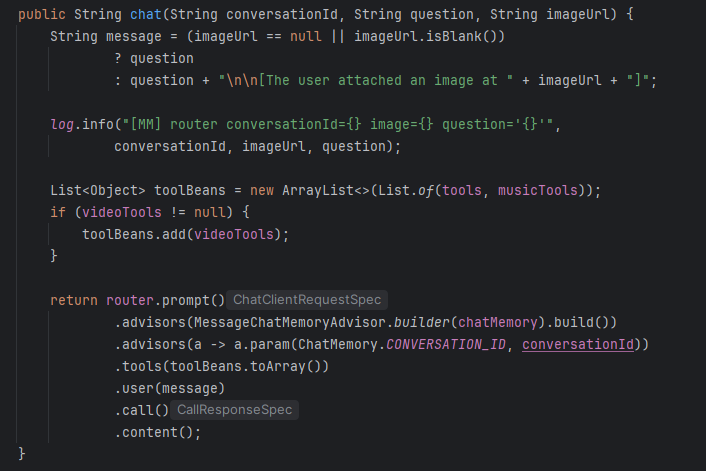 public String chat(String conversationId, String question, String imageUrl) {
    String message = (imageUrl == null || imageUrl.isBlank())
            ? question
            : question + "\n\n[The user attached an image at " + imageUrl + "]";

    log.info("[MM] router conversationId={} image={} question='{}'",
            conversationId, imageUrl, question);

    List<Object> toolBeans = new ArrayList<>(List.of(tools, musicTools));
    if (videoTools != null) {
        toolBeans.add(videoTools);
    }

    return router.prompt() ChatClientRequestSpec
            .advisors(MessageChatMemoryAdvisor.builder(chatMemory).build())
            .advisors(a -> a.param(ChatMemory.CONVERSATION_ID, conversationId))
            .tools(toolBeans.toArray())
            .user(message)
            .call() CallResponseSpec
            .content();
}